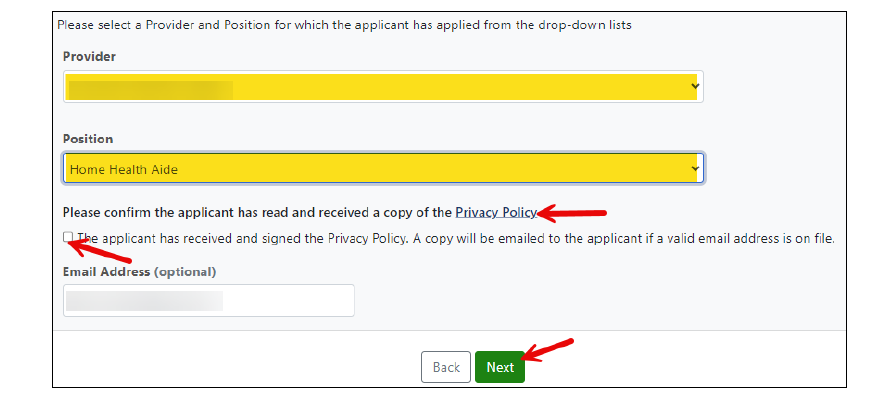 Please select a Provider and Position for which the applicant has applied from the drop-down lists
Provider
Position
Home Health Aide
Please confirm the applicant has read and received a copy of the Privacy Policy
The applicant has received and signed the Privacy Policy. A copy will be emailed to the applicant if a valid email address is on file.
Email Address (optional)
Back
Next